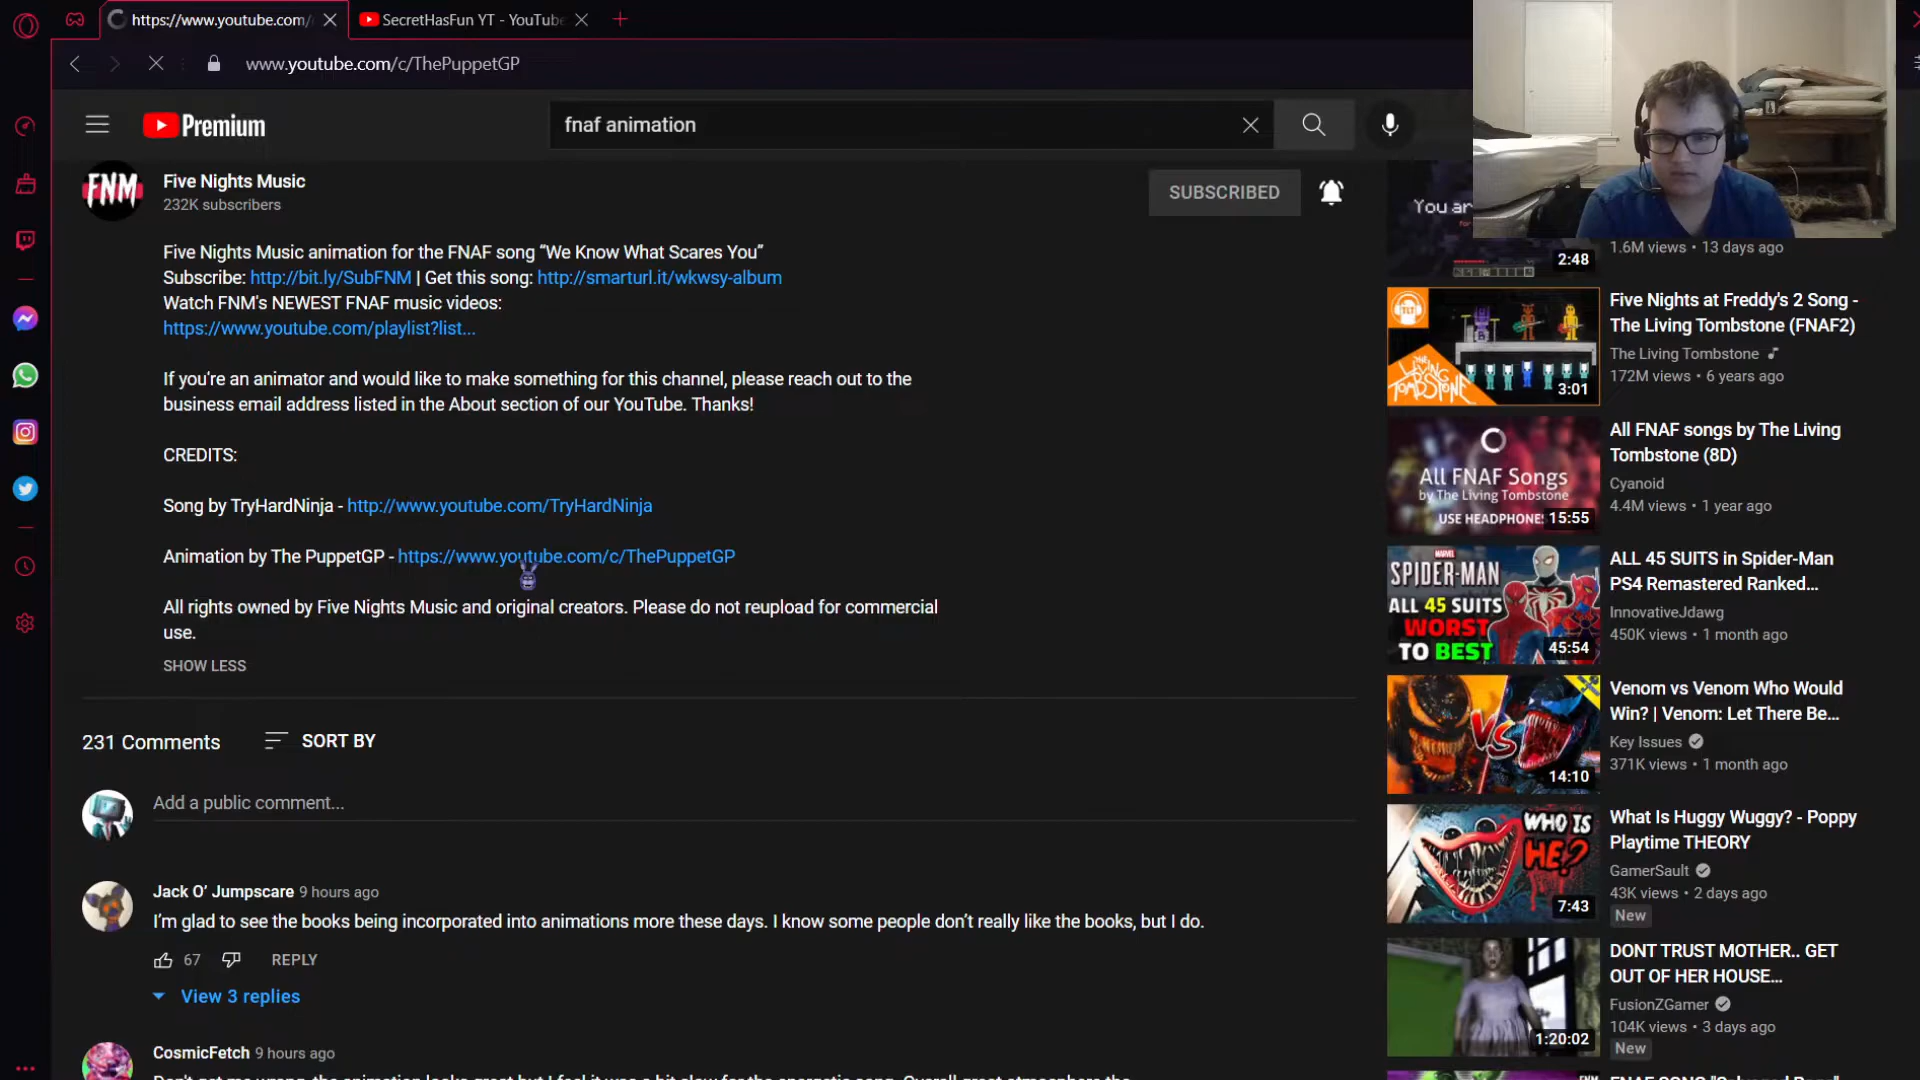 https://www.youtube.com/
SecretHasFun YT - YouTube
www.youtube.com/c/ThePuppetGP
Premium
fnaf animation
FNM
Five Nights Music
232K subscribers
SUBSCRIBED
Five Nights Music animation for the FNAF song “We Know What Scares You”
Subscribe: http://bit.ly/SubFNM | Get this song: http://smarturl.it/wkwsy-album
Watch FNM's NEWEST FNAF music videos:
https://www.youtube.com/playlist?list...
If you're an animator and would like to make something for this channel, please reach out to the
business email address listed in the About section of our YouTube. Thanks!
CREDITS:
Song by TryHardNinja - http://www.youtube.com/TryHardNinja
Animation by The PuppetGP - https://www.youtube.com/c/ThePuppetGP
All rights owned by Five Nights Music and original creators. Please do not reupload for commercial
use.
SHOW LESS
231 Comments
SORT BY
Add a public comment...
Jack O’ Jumpscare 9 hours ago
I’m glad to see the books being incorporated into animations more these days. I know some people don’t really like the books, but I do.
67
REPLY
View 3 replies
CosmicFetch 9 hours ago
You
2:48
1.6M views • 13 days ago
TLT
THE LIVING TOMBSTONE
3:01
Five Nights at Freddy's 2 Song -
The Living Tombstone (FNAF2)
The Living Tombstone
172M views • 6 years ago
All FNAF Songs
by The Living Tombstone
USE HEADPHONES
15:55
All FNAF songs by The Living
Tombstone (8D)
Cyanoid
4.4M views • 1 year ago
MARVEL
SPIDER-MAN
ALL 45 SUITS
WORST
TO BEST
45:54
ALL 45 SUITS in Spider-Man
PS4 Remastered Ranked...
InnovativeJdawg
450K views • 1 month ago
VS
14:10
Venom vs Venom Who Would
Win? | Venom: Let There Be...
Key Issues
371K views • 1 month ago
WHO IS
HE?
7:43
What Is Huggy Wuggy? - Poppy
Playtime THEORY
GamerSault
43K views • 2 days ago
New
1:20:02
DONT TRUST MOTHER.. GET
OUT OF HER HOUSE...
FusionZGamer
104K views • 3 days ago
New